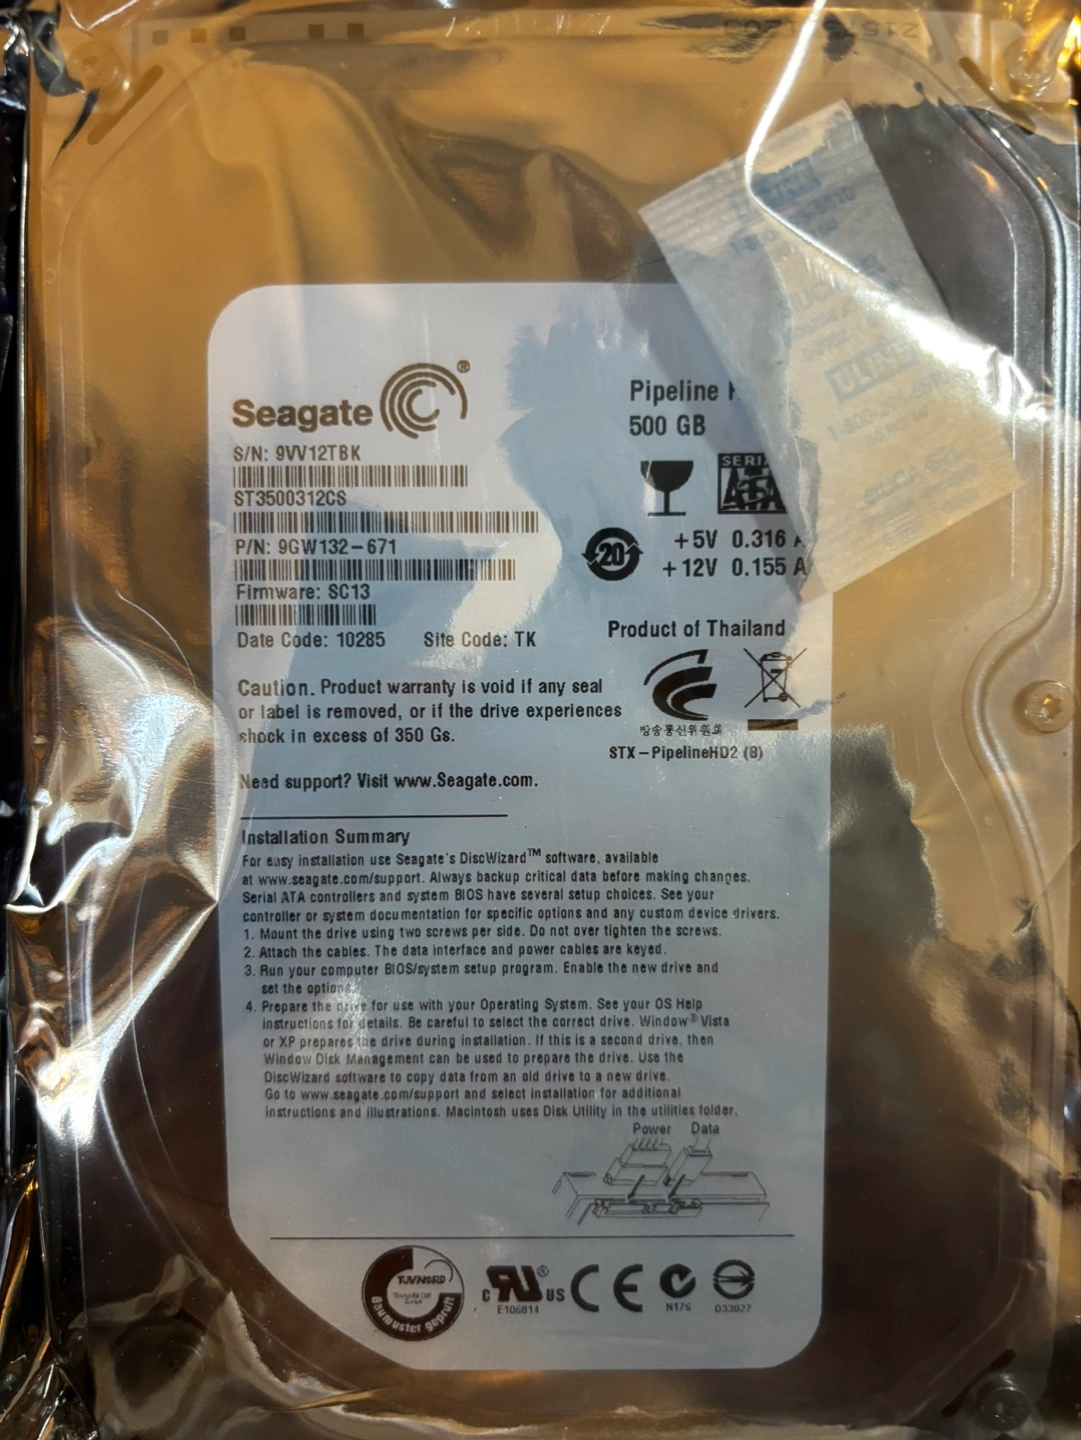 Seagate
Pipeline
500 GB
S/N: 9VV12TBK
ST3500312CS
P/N: 9GW132-671
Firmware: SC13
Date Code: 10285 Site Code: TK
SERI
ATA
20
+5V 0.316
+12V 0.155 A
Product of Thailand
방송통신위원회
STX-PipelineHD2 (B)
Caution. Product warranty is void if any seal
or label is removed, or if the drive experiences
shock in excess of 350 Gs.
Need support? Visit www.Seagate.com.
Installation Summary
For easy installation use Seagate's DiscWizard™ software, available
at www.seagate.com/support. Always backup critical data before making changes.
Serial ATA controllers and system BIOS have several setup choices. See your
controller or system documentation for specific options and any custom device drivers.
1. Mount the drive using two screws per side. Do not over tighten the screws.
2. Attach the cables. The data interface and power cables are keyed.
3. Run your computer BIOS/system setup program. Enable the new drive and
set the options
4. Prepare the drive for use with your Operating System. See your OS Help
instructions for details. Be careful to select the correct drive. Window® Vista
or XP prepares the drive during installation. If this is a second drive, then
Window Disk Management can be used to prepare the drive. Use the
DiscWizard software to copy data from an old drive to a new drive.
Go to www.seagate.com/support and select installation for additional
instructions and illustrations. Macintosh uses Disk Utility in the utilities folder.
Power Data
TUVNORD
Baumuster geprüft
c US
E106814
CE
N176
D33027